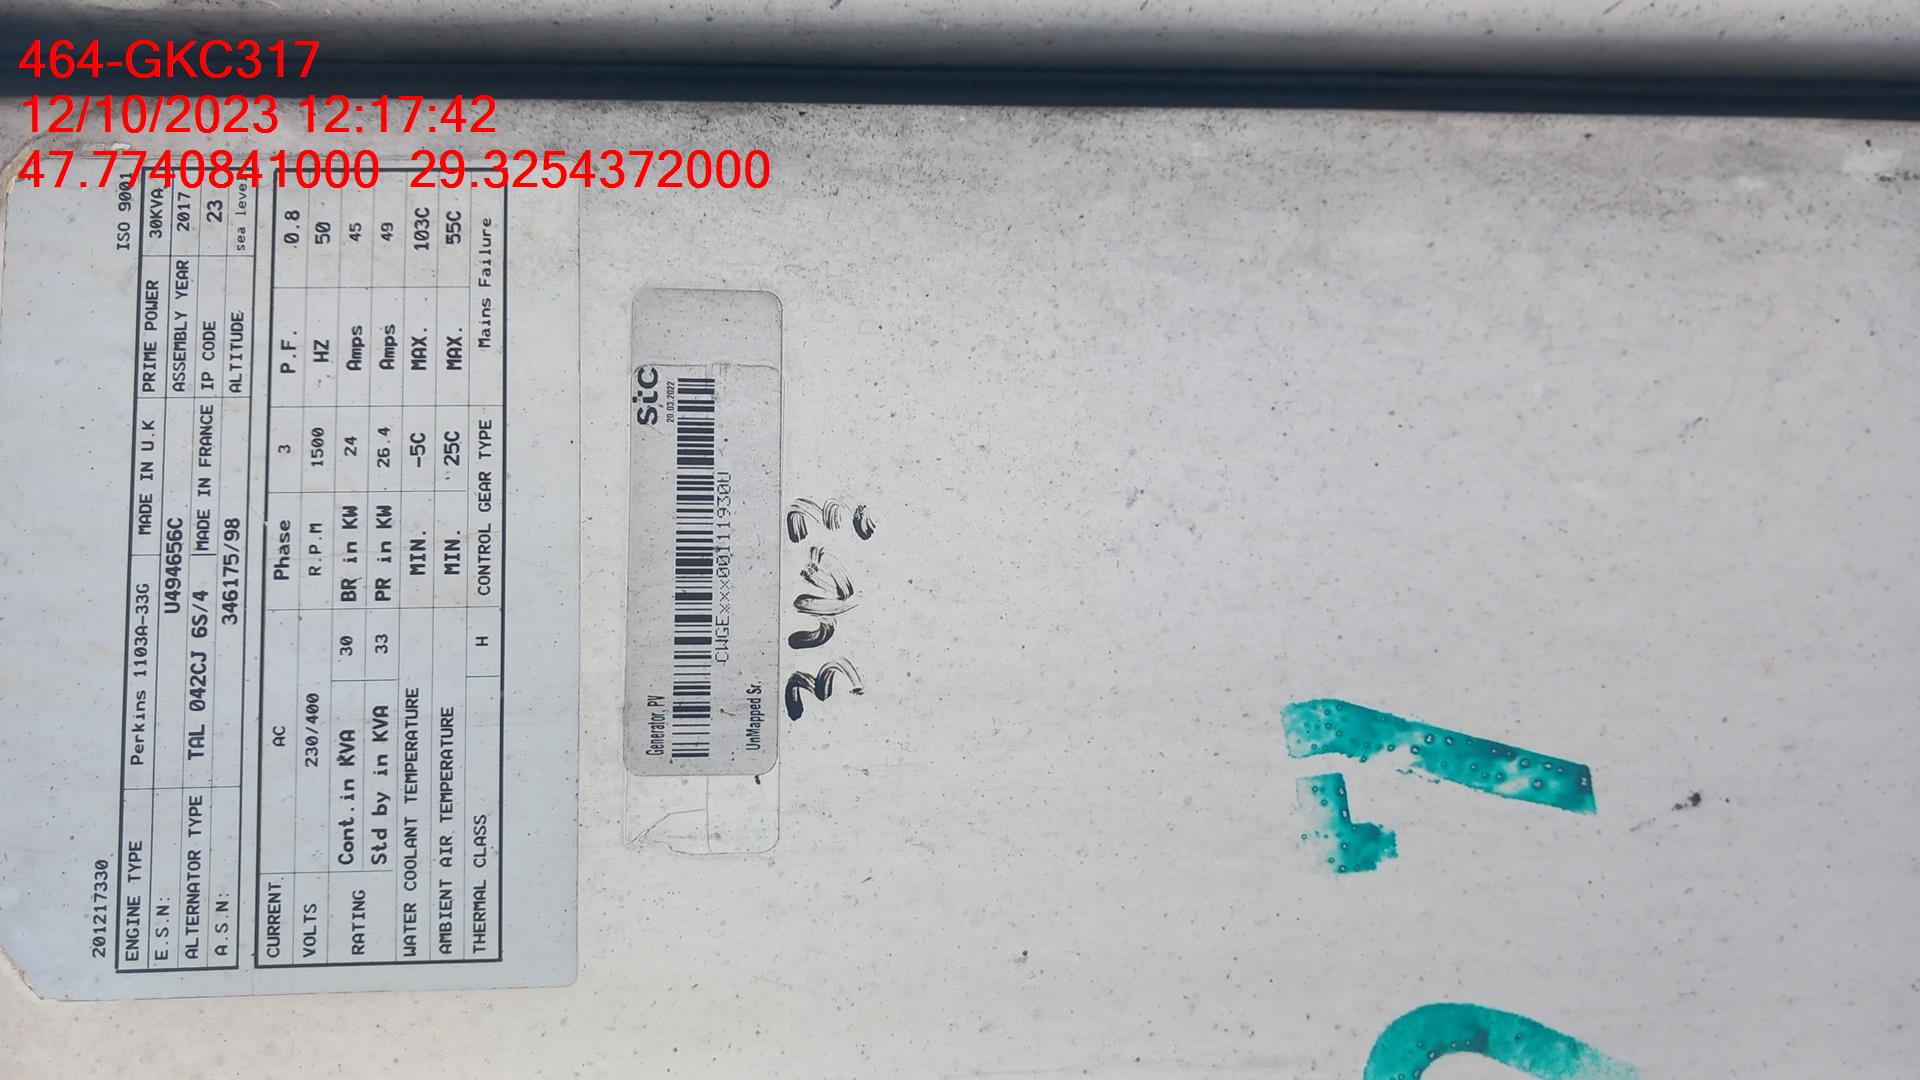 464-GKC317
12/10/2023 12:17:42
47.7740841000 29.3254372000
201217330 ISO 9001
ENGINE TYPE Perkins 1103A-33G MADE IN U.K PRIME POWER 30KVA
E.S.N: U494656C ASSEMBLY YEAR 2017
ALTERNATOR TYPE TAL 042CJ 6S/4 MADE IN FRANCE IP CODE 23
A.S.N: 346175/98 ALTITUDE sea level
CURRENT AC Phase 3 P.F. 0.8
VOLTS 230/400 R.P.M 1500 HZ 50
RATING Cont.in KVA 30 BR in KW 24 Amps 45
Std by in KVA 33 PR in KW 26.4 Amps 49
WATER COOLANT TEMPERATURE MIN. -5C MAX. 103C
AMBIENT AIR TEMPERATURE MIN. 25C MAX. 55C
THERMAL CLASS H CONTROL GEAR TYPE Mains Failure
stc
20.03.2022
Generator, PV
CWGExxx00111930U
UnMapped Sr.